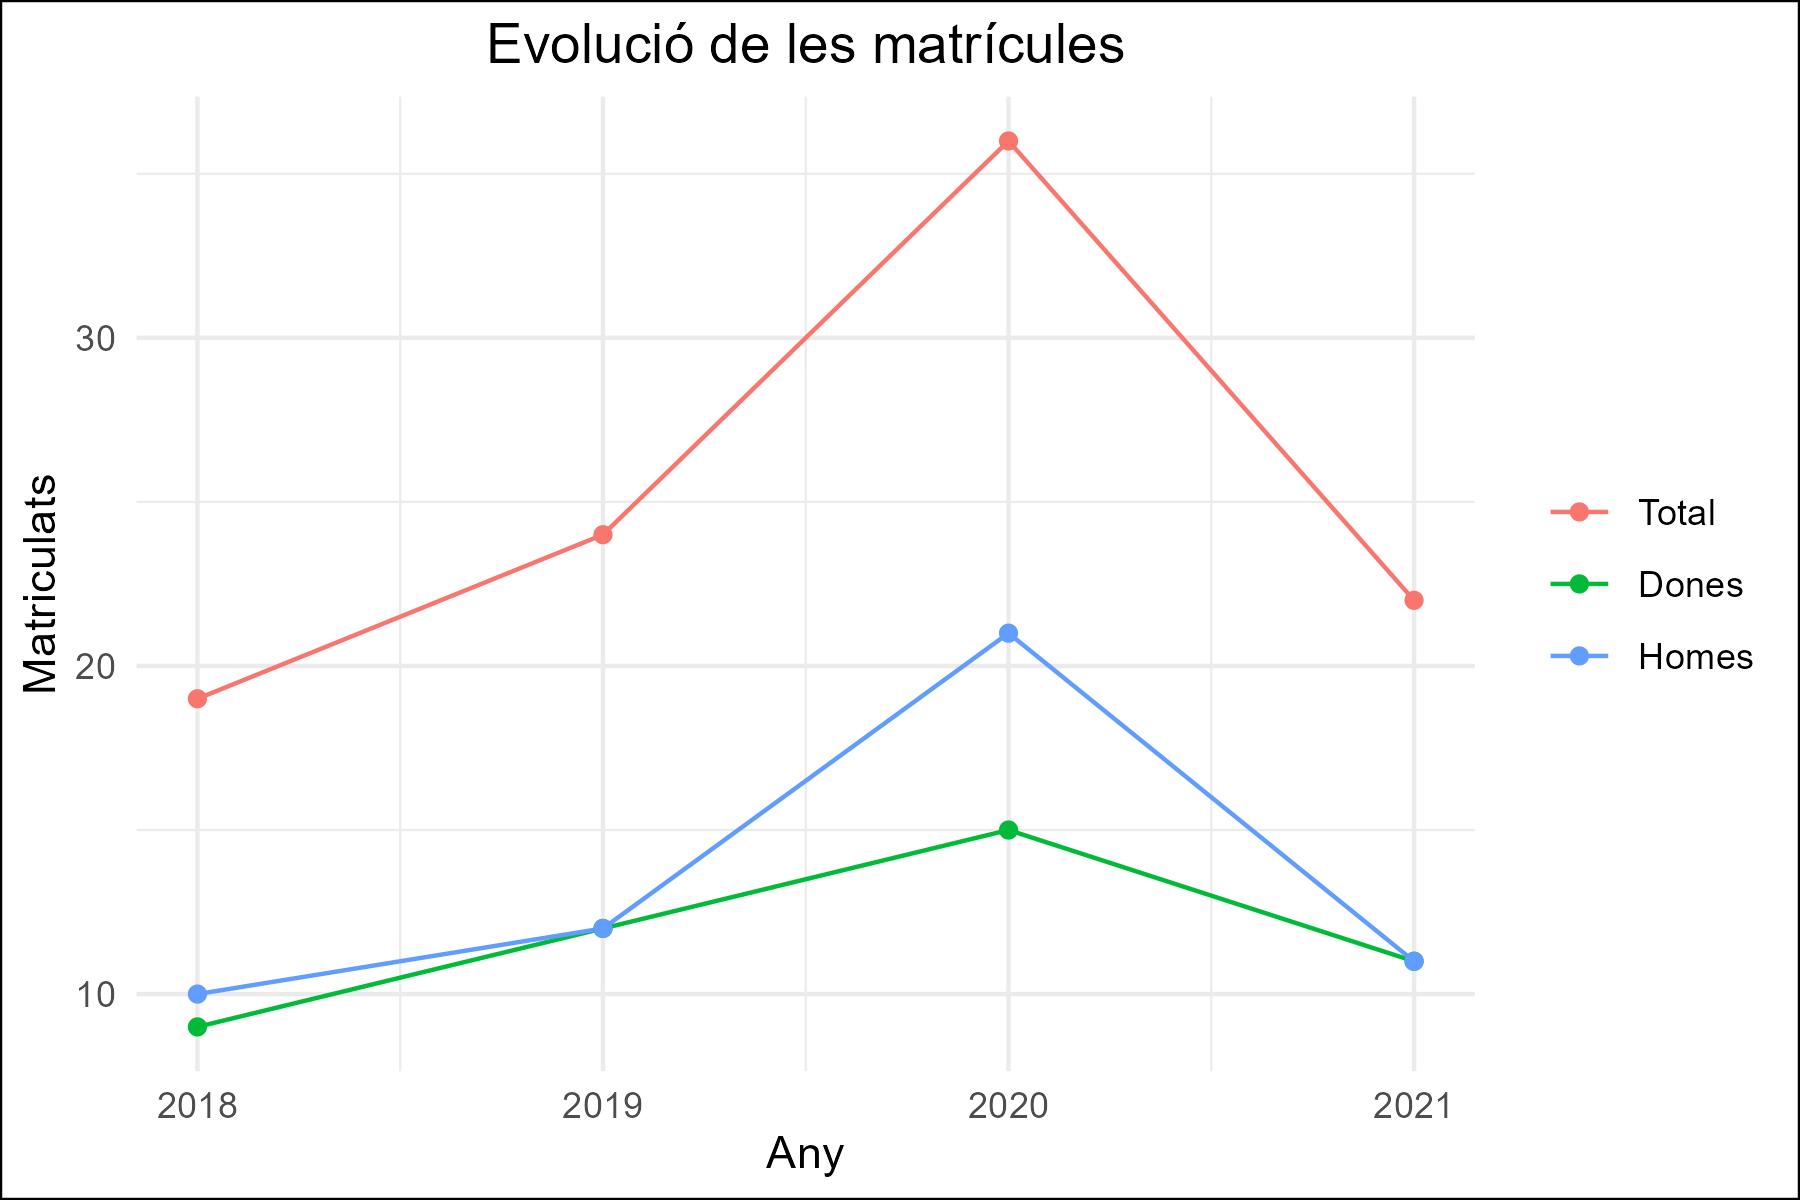 Evolució de les matrícules
Matriculats
30
20
10
2018
2019
2020
2021
Any
Total
Dones
Homes